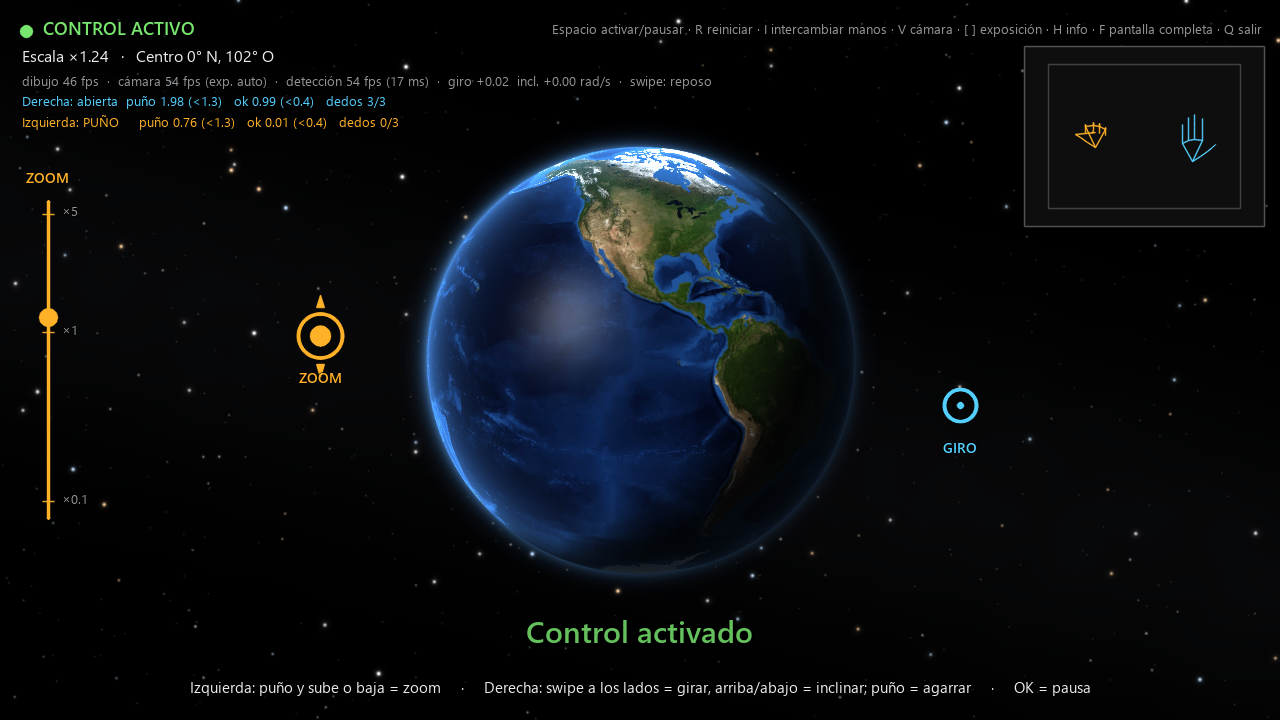 CONTROL ACTIVO
Espacio activar/pausar · R reiniciar · I intercambiar manos · V cámara · [ ] exposición · H info · F pantalla completa · Q salir
Escala ×1.24 · Centro 0° N, 102° O
dibujo 46 fps · cámara 54 fps (exp. auto) · detección 54 fps (17 ms) · giro +0.02 incl. +0.00 rad/s · swipe: reposo
Derecha: abierta puño 1.98 (<1.3) ok 0.99 (<0.4) dedos 3/3
Izquierda: PUÑO puño 0.76 (<1.3) ok 0.01 (<0.4) dedos 0/3
ZOOM
×5
×1
×0.1
ZOOM
GIRO
Control activado
Izquierda: puño y sube o baja = zoom · Derecha: swipe a los lados = girar, arriba/abajo = inclinar; puño = agarrar · OK = pausa